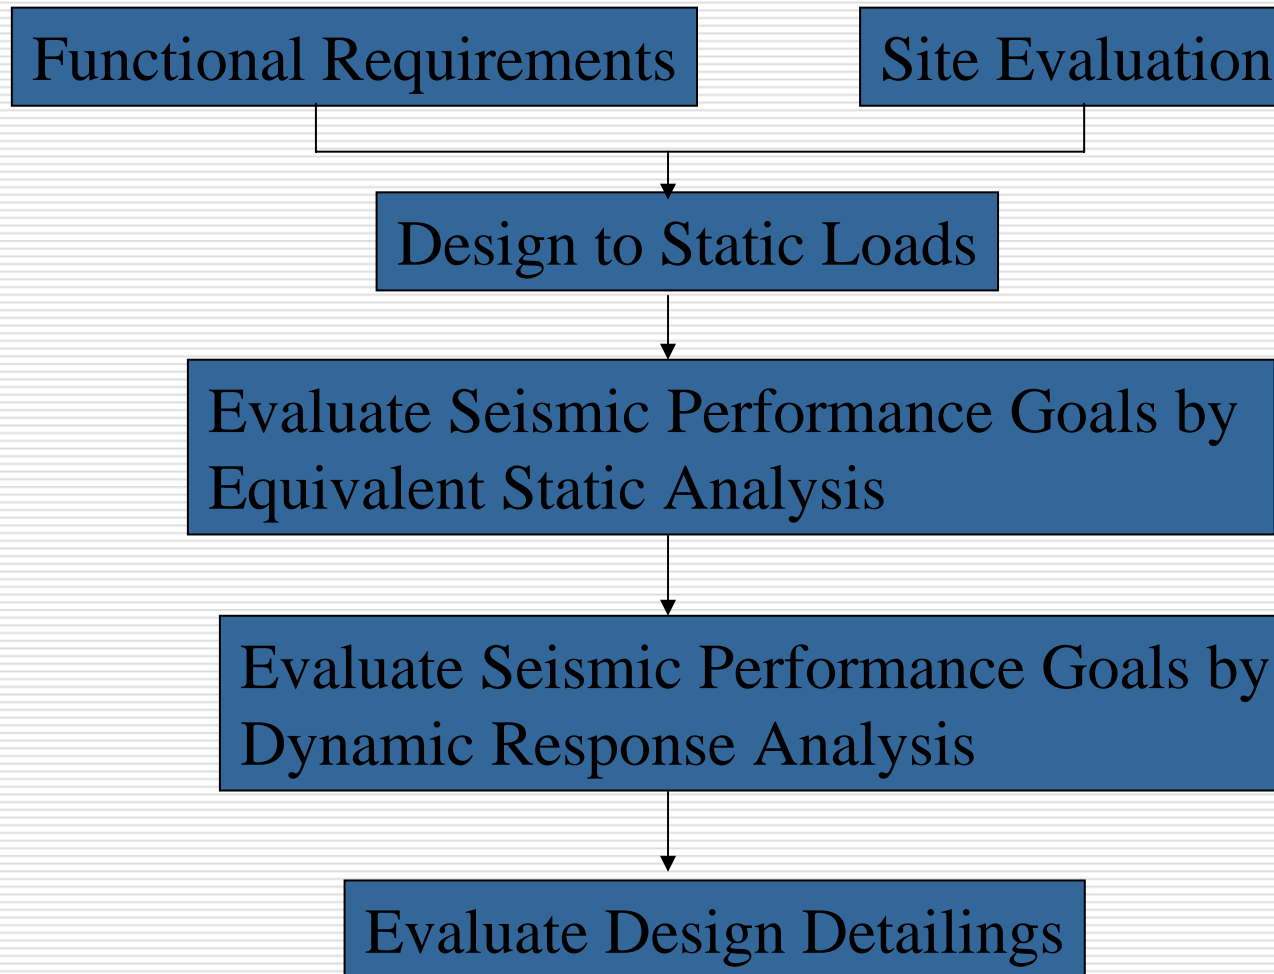 Functional Requirements
Site Evaluation
Design to Static Loads
Evaluate Seismic Performance Goals by
Equivalent Static Analysis
Evaluate Seismic Performance Goals by
Dynamic Response Analysis
Evaluate Design Detailings